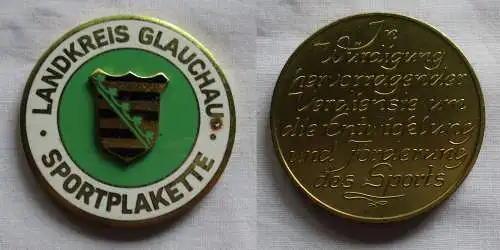 · LANDKREIS GLAUCHAU ·
SPORTPLAKETTE
In
Würdigung
hervorragender
Verdienste um
die Entwicklung
und Förderung
des Sports